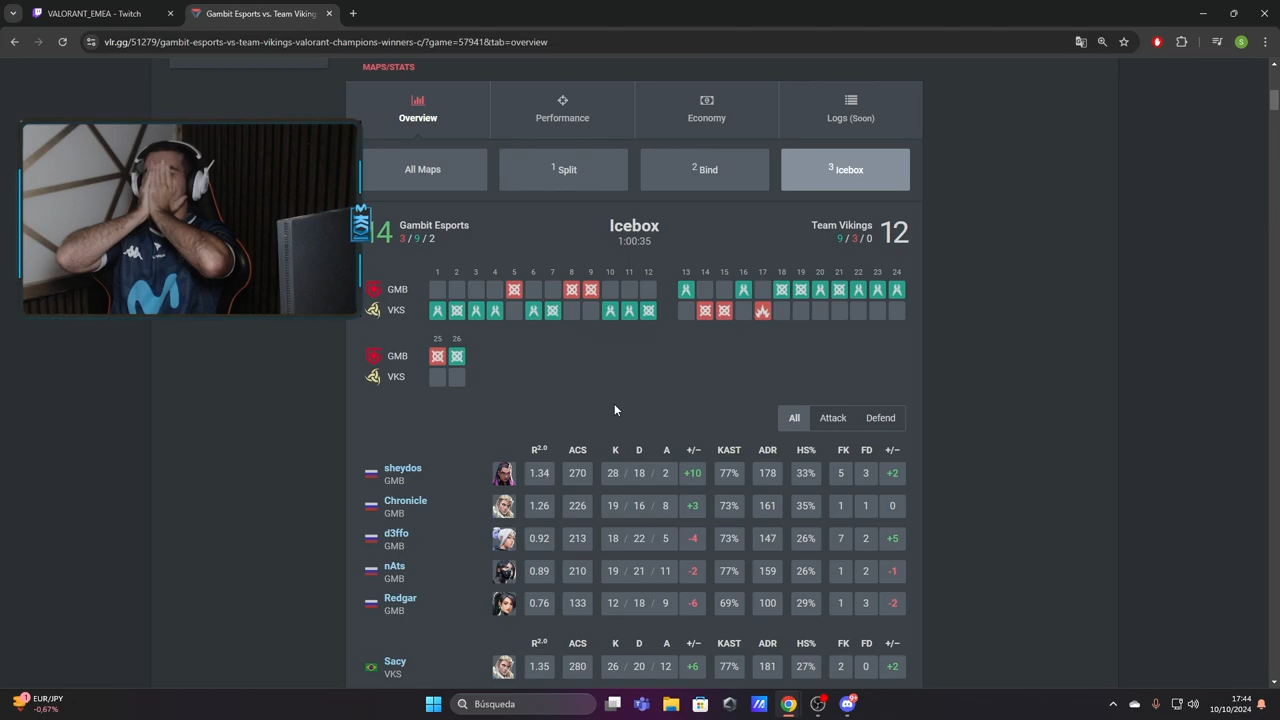 VALORANT_EMEA - Twitch
Gambit Esports vs. Team Viking
vlr.gg/51279/gambit-esports-vs-team-vikings-valorant-champions-winners-c/?game=57941&tab=overview
MAPS/STATS
Overview Performance Economy Logs (Soon)
All Maps 1 Split 2 Bind 3 Icebox
14 Gambit Esports Icebox Team Vikings 12
3 / 9 / 2 1:00:35 9 / 3 / 0
1 2 3 4 5 6 7 8 9 10 11 12 13 14 15 16 17 18 19 20 21 22 23 24
GMB
VKS
25 26
GMB
VKS
All Attack Defend
R2.0 ACS K D A +/– KAST ADR HS% FK FD +/–
sheydos 1.34 270 28 / 18 / 2 +10 77% 178 33% 5 3 +2
GMB
Chronicle 1.26 226 19 / 16 / 8 +3 73% 161 35% 1 1 0
GMB
d3ffo 0.92 213 18 / 22 / 5 -4 73% 147 26% 7 2 +5
GMB
nAts 0.89 210 19 / 21 / 11 -2 77% 159 26% 1 2 -1
GMB
Redgar 0.76 133 12 / 18 / 9 -6 69% 100 29% 1 3 -2
GMB
R2.0 ACS K D A +/– KAST ADR HS% FK FD +/–
Sacy 1.35 280 26 / 20 / 12 +6 77% 181 27% 2 0 +2
VKS
EUR/JPY
-0,67%
Búsqueda
17:44
10/10/2024